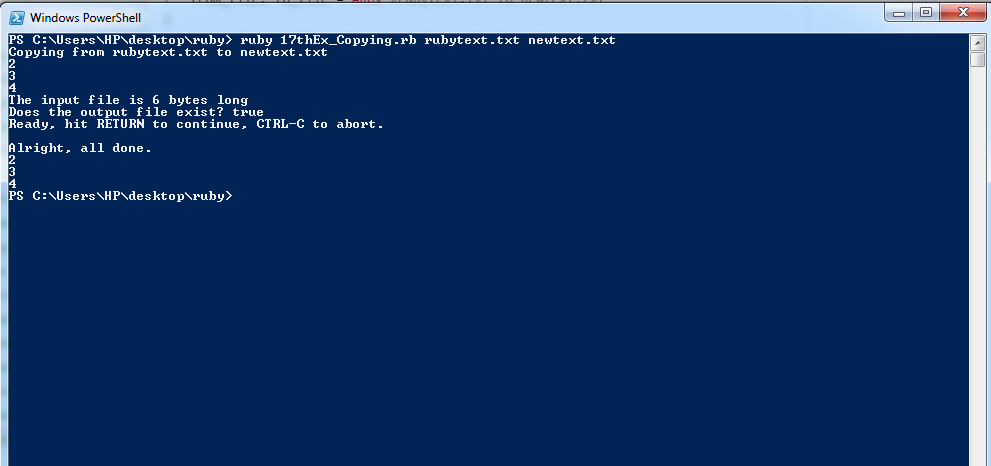 Windows PowerShell
PS C:\Users\HP\desktop\ruby> ruby 17thEx_Copying.rb rubytext.txt newtext.txt
Copying from rubytext.txt to newtext.txt
2
3
4
The input file is 6 bytes long
Does the output file exist? true
Ready, hit RETURN to continue, CTRL-C to abort.
Alright, all done.
2
3
4
PS C:\Users\HP\desktop\ruby>